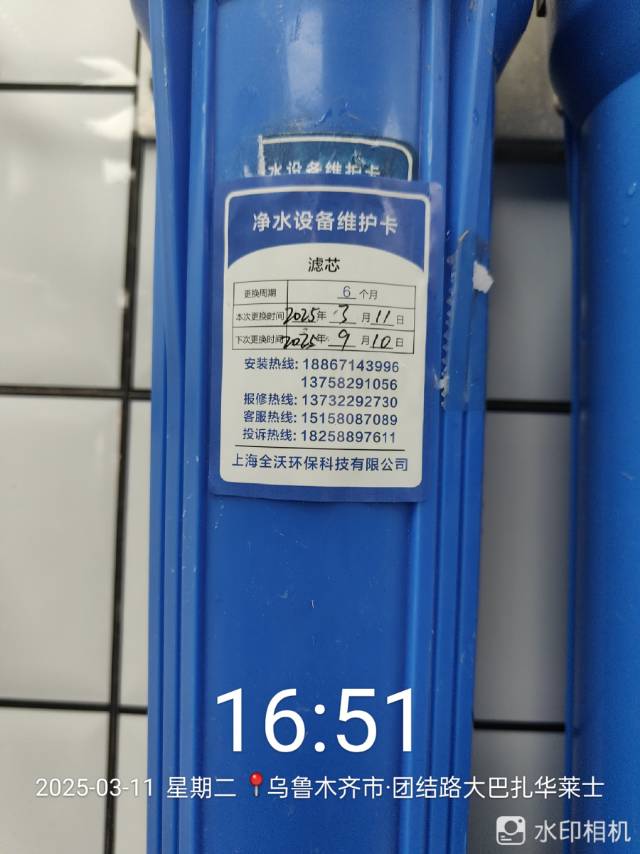 水设备维护卡
净水设备维护卡
滤芯
更换周期 6 个月
本次更换时间 2025年 3 月 11 日
下次更换时间 2025年 9 月 10 日
安装热线: 18867143996
13758291056
报修热线: 13732292730
客服热线: 15158087089
投诉热线: 18258897611
上海全沃环保科技有限公司
16:51
2025-03-11 星期二 乌鲁木齐市·团结路大巴扎华莱士
水印相机